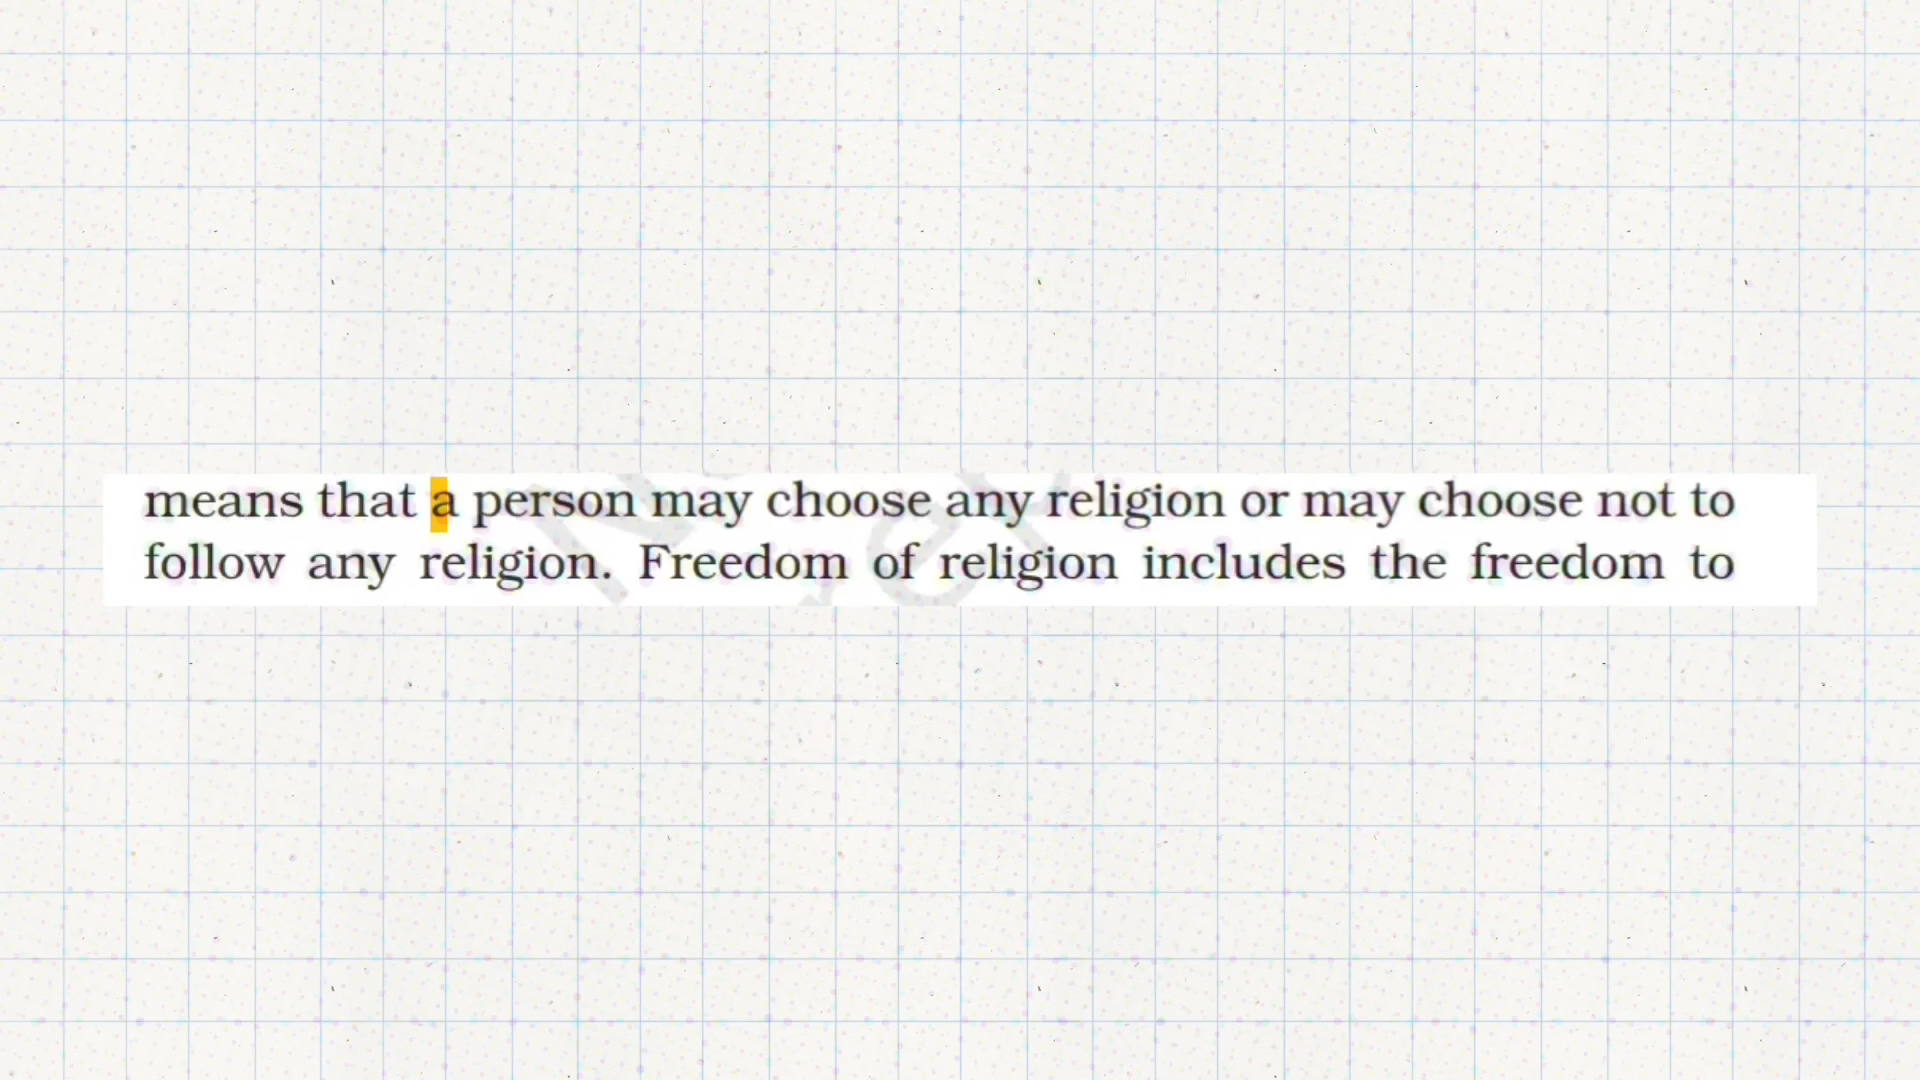 means that a person may choose any religion or may choose not to
follow any religion. Freedom of religion includes the freedom to